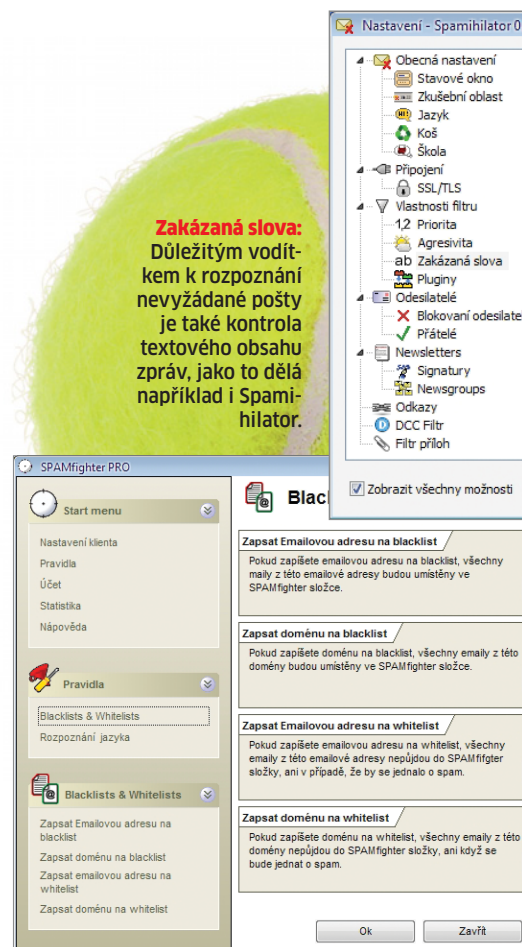 Nastavení - Spamihilator 0
Obecná nastavení
Stavové okno
Zkušební oblast
Jazyk
Koš
Škola
Připojení
SSL/TLS
Vlastnosti filtru
1,2 Priorita
Agresivita
ab Zakázaná slova
Pluginy
Odesilatelé
Blokovaní odesilate
Přátelé
Newsletters
Signatury
Newsgroups
Odkazy
DCC Filtr
Filtr příloh
Zobrazit všechny možnosti
Zakázaná slova:
Důležitým vodít-
kem k rozpoznání
nevyžádané pošty
je také kontrola
textového obsahu
zpráv, jako to dělá
například i Spami-
hilator.
SPAMfighter PRO
Start menu
Nastavení klienta
Pravidla
Účet
Statistika
Nápověda
Pravidla
Blacklists & Whitelists
Rozpoznání jazyka
Blacklists & Whitelists
Zapsat Emailovou adresu na
blacklist
Zapsat doménu na blacklist
Zapsat emailovou adresu na
whitelist
Zapsat doménu na whitelist
Blac
Zapsat Emailovou adresu na blacklist
Pokud zapíšete emailovou adresu na blacklist, všechny
maily z této emailové adresy budou umístěny ve
SPAMfighter složce.
Zapsat doménu na blacklist
Pokud zapíšete doménu na blacklist, všechny emaily z této
domény budou umístěny ve SPAMfighter složce.
Zapsat Emailovou adresu na whitelist
Pokud zapíšete emailovou adresu na whitelist, všechny
emaily z této emailové adresy nepůjdou do SPAMfifgter
složky, ani v případě, že by se jednalo o spam.
Zapsat doménu na whitelist
Pokud zapíšete doménu na whitelist, všechny emaily z této
domény nepůjdou do SPAMfighter složky, ani když se
bude jednat o spam.
Ok
Zavřít